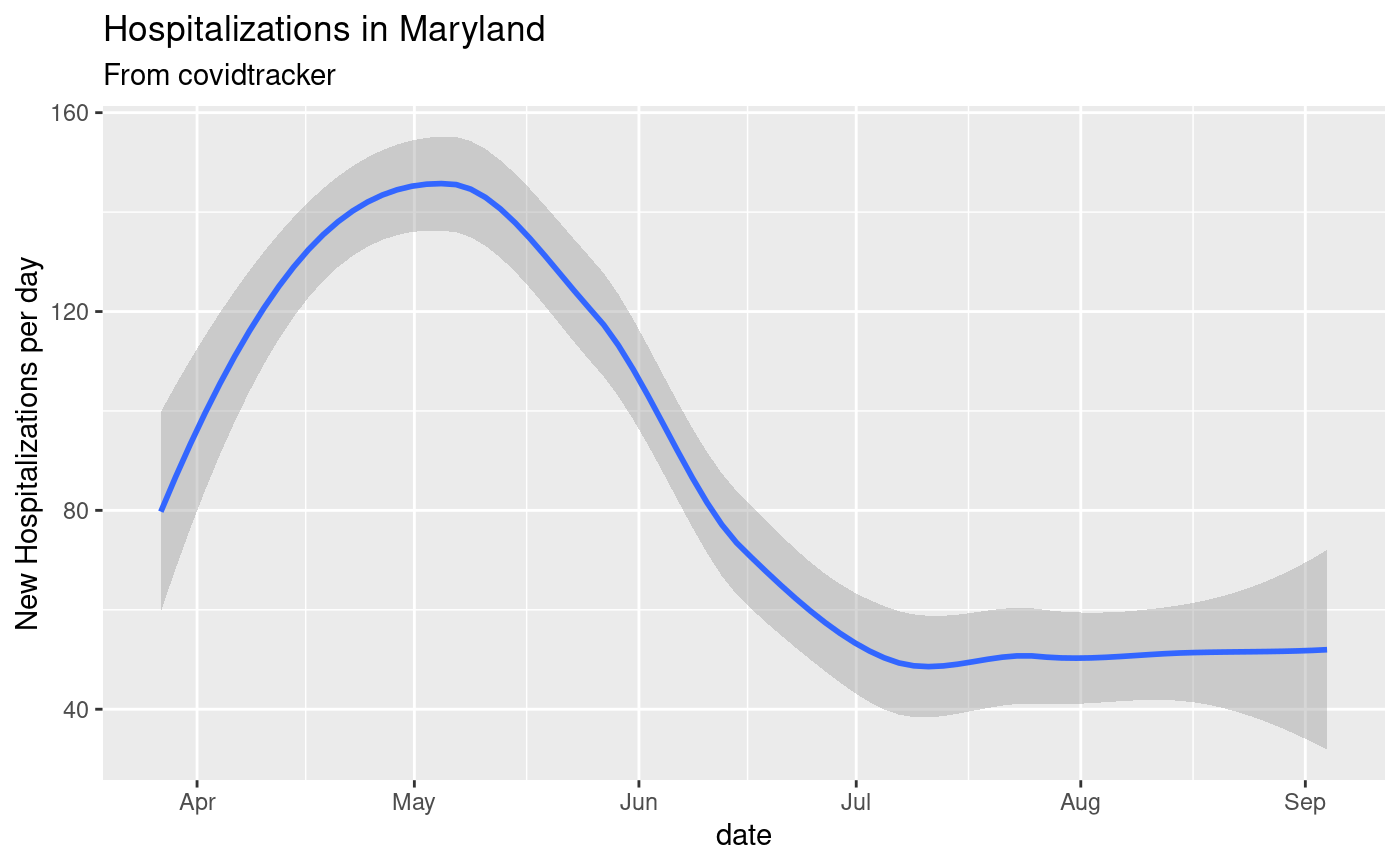 Hospitalizations in Maryland
From covidtracker
New Hospitalizations per day
160
120
80
40
Apr May Jun Jul Aug Sep
date